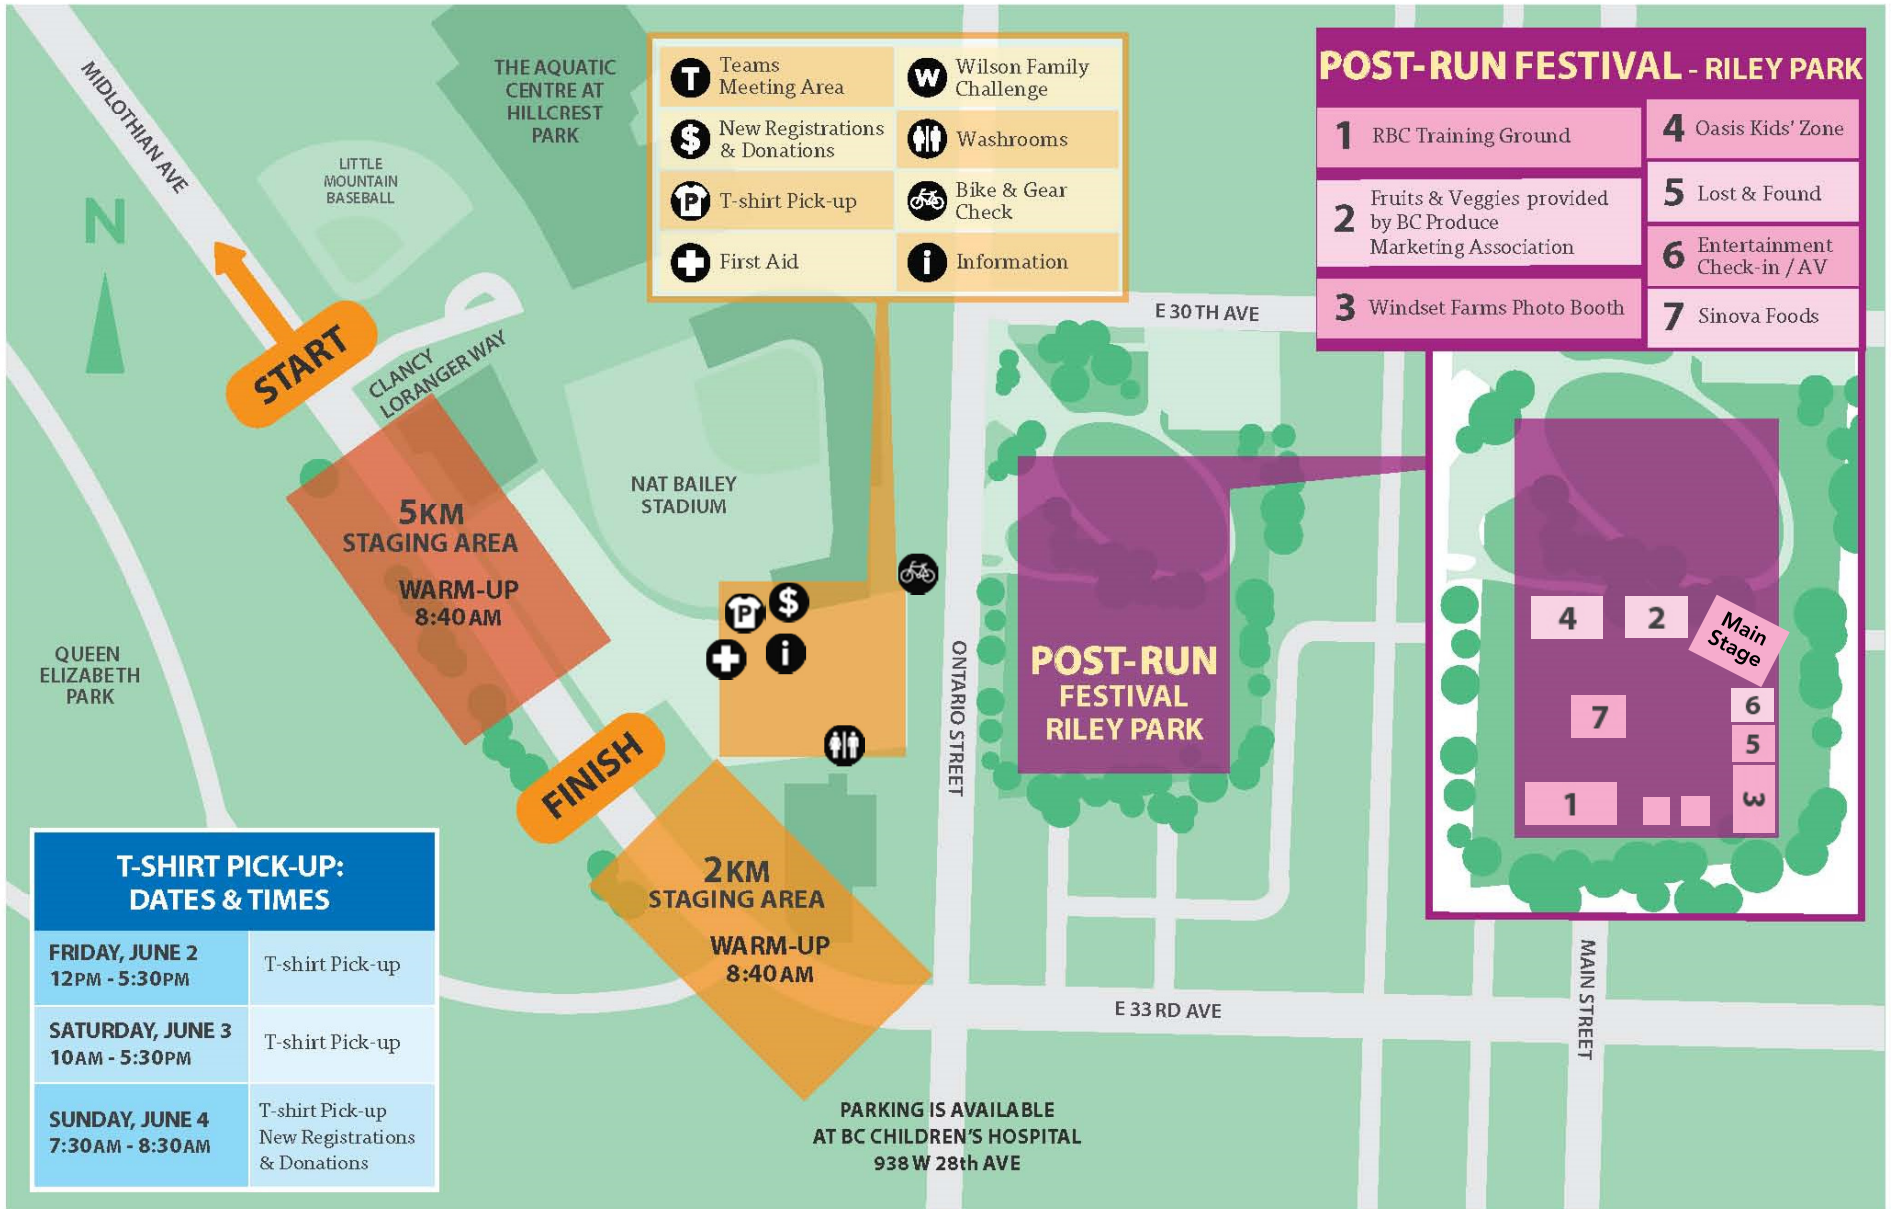 MIDLOTHIAN AVE
THE AQUATIC
CENTRE AT
HILLCREST
PARK
LITTLE
MOUNTAIN
BASEBALL
N
START
CLANCY
LORANGER WAY
T
Teams
Meeting Area
$
New Registrations
& Donations
P
T-shirt Pick-up
First Aid
W
Wilson Family
Challenge
Washrooms
Bike & Gear
Check
i
Information
POST-RUN FESTIVAL - RILEY PARK
1 RBC Training Ground
2 Fruits & Veggies provided
by BC Produce
Marketing Association
3 Windset Farms Photo Booth
4 Oasis Kids' Zone
5 Lost & Found
6 Entertainment
Check-in / AV
7 Sinova Foods
E 30TH AVE
NAT BAILEY
STADIUM
5KM
STAGING AREA
WARM-UP
8:40 AM
P
$
i
QUEEN
ELIZABETH
PARK
ONTARIO STREET
POST-RUN
FESTIVAL
RILEY PARK
4
2
Main
Stage
6
7
5
1
3
FINISH
2KM
STAGING AREA
WARM-UP
8:40 AM
E 33RD AVE
MAIN STREET
PARKING IS AVAILABLE
AT BC CHILDREN'S HOSPITAL
938 W 28th AVE
T-SHIRT PICK-UP:
DATES & TIMES
FRIDAY, JUNE 2
12PM - 5:30PM
T-shirt Pick-up
SATURDAY, JUNE 3
10AM - 5:30PM
T-shirt Pick-up
SUNDAY, JUNE 4
7:30AM - 8:30AM
T-shirt Pick-up
New Registrations
& Donations